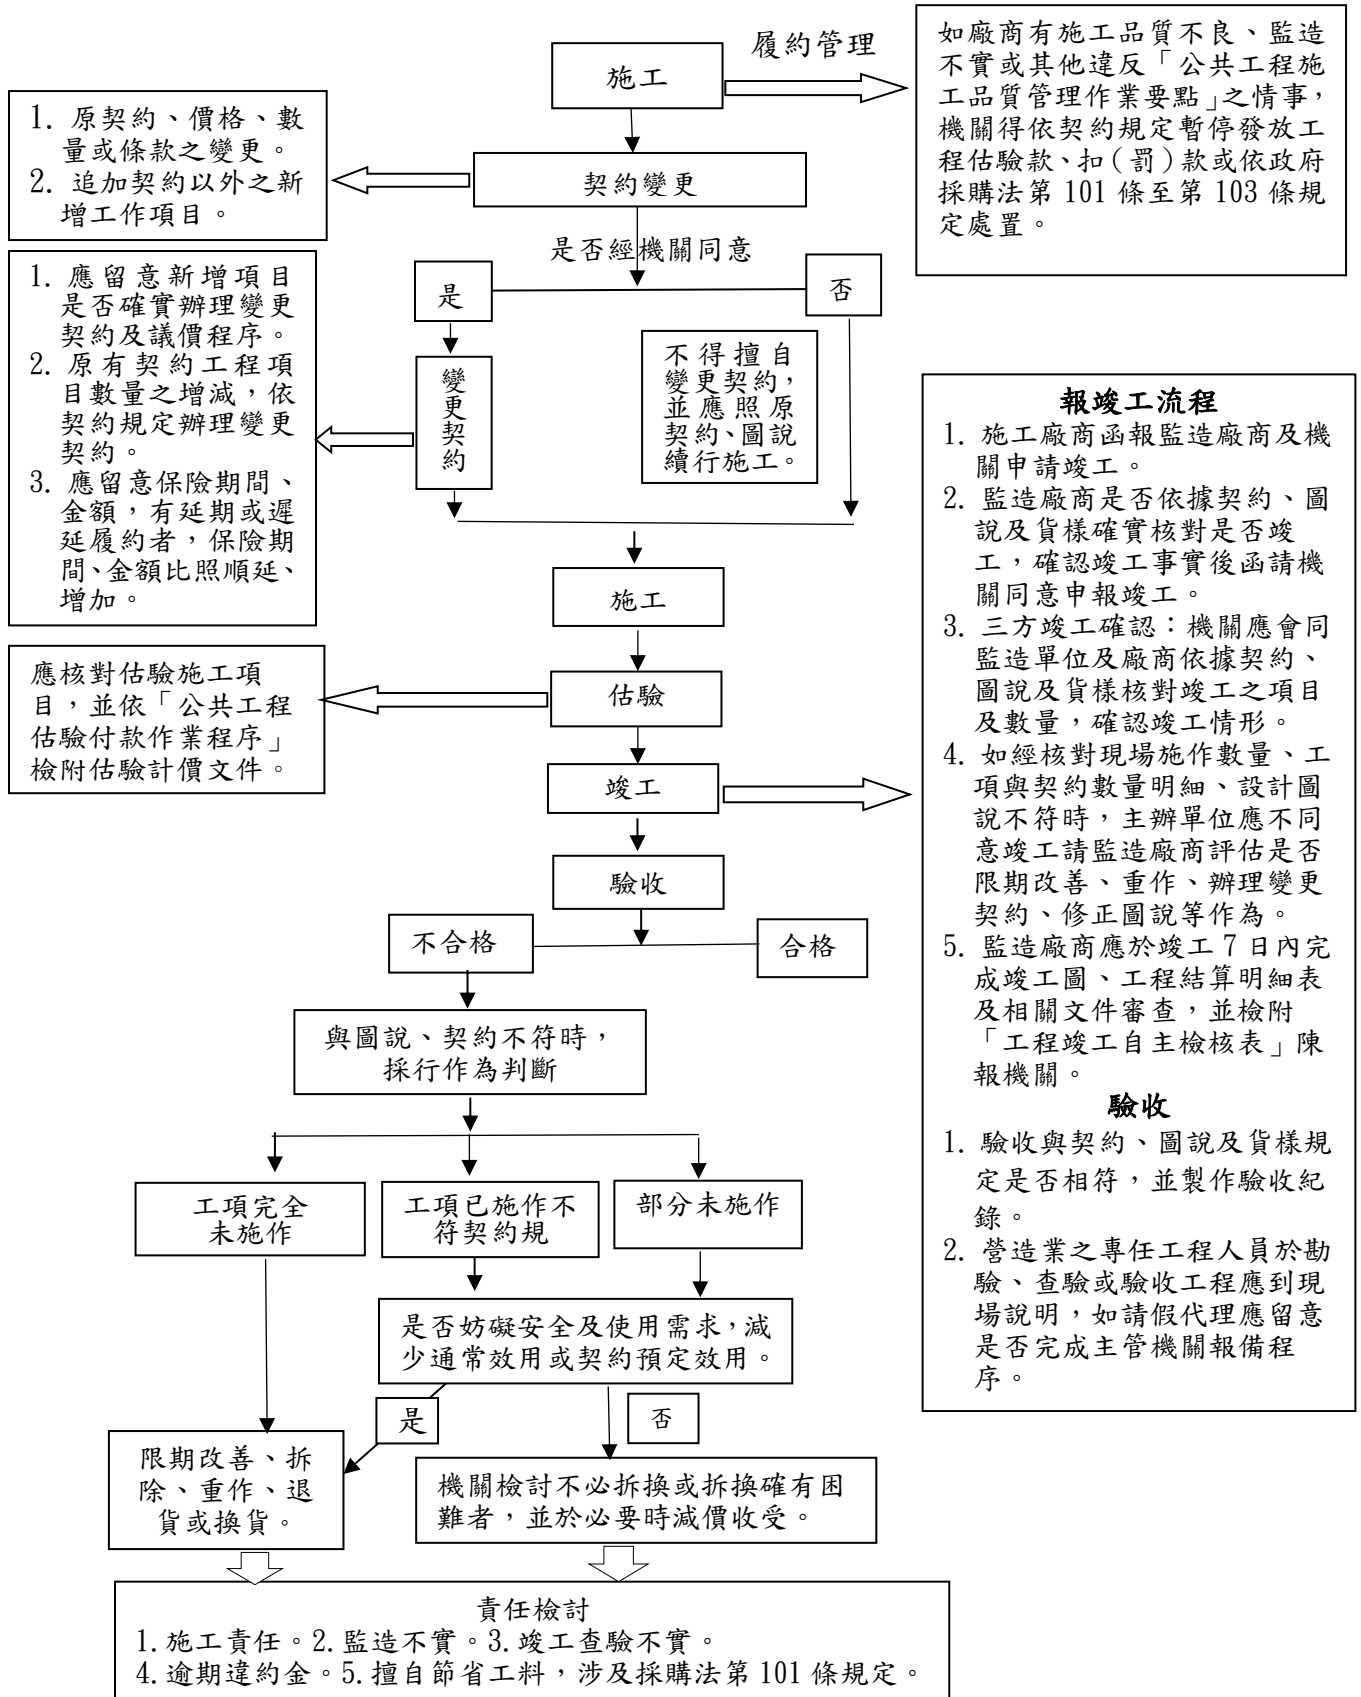 履約管理
施工
如廠商有施工品質不良、監造
不實或其他違反「公共工程施
工品質管理作業要點」之情事，
機關得依契約規定暫停發放工
程估驗款、扣(罰)款或依政府
採購法第 101 條至第 103 條規
定處置。
1. 原契約、價格、數
量或條款之變更。
2. 追加契約以外之新
增工作項目。
契約變更
是否經機關同意
是
否
1. 應留意新增項目
是否確實辦理變更
契約及議價程序。
2. 原有契約工程項
目數量之增減，依
契約規定辦理變更
契約。
3. 應留意保險期間、
金額，有延期或遲
延履約者，保險期
間、金額比照順延、
增加。
變更契約
不得擅自
變更契約，
並應照原
契約、圖說
續行施工。
施工
估驗
應核對估驗施工項
目，並依「公共工程
估驗付款作業程序」
檢附估驗計價文件。
竣工
報竣工流程
1. 施工廠商函報監造廠商及機
關申請竣工。
2. 監造廠商是否依據契約、圖
說及貨樣確實核對是否竣
工，確認竣工事實後函請機
關同意申報竣工。
3. 三方竣工確認：機關應會同
監造單位及廠商依據契約、
圖說及貨樣核對竣工之項目
及數量，確認竣工情形。
4. 如經核對現場施作數量、工
項與契約數量明細、設計圖
說不符時，主辦單位應不同
意竣工請監造廠商評估是否
限期改善、重作、辦理變更
契約、修正圖說等作為。
5. 監造廠商應於竣工 7 日內完
成竣工圖、工程結算明細表
及相關文件審查，並檢附
「工程竣工自主檢核表」陳
報機關。
驗收
1. 驗收與契約、圖說及貨樣規
定是否相符，並製作驗收紀
錄。
2. 營造業之專任工程人員於勘
驗、查驗或驗收工程應到現
場說明，如請假代理應留意
是否完成主管機關報備程
序。
驗收
不合格
合格
與圖說、契約不符時，
採行作為判斷
工項完全
未施作
工項已施作不
符契約規
部分未施作
是否妨礙安全及使用需求，減
少通常效用或契約預定效用。
是
否
限期改善、拆
除、重作、退
貨或換貨。
機關檢討不必拆換或拆換確有困
難者，並於必要時減價收受。
責任檢討
1.施工責任。2.監造不實。3.竣工查驗不實。
4.逾期違約金。5.擅自節省工料，涉及採購法第 101 條規定。